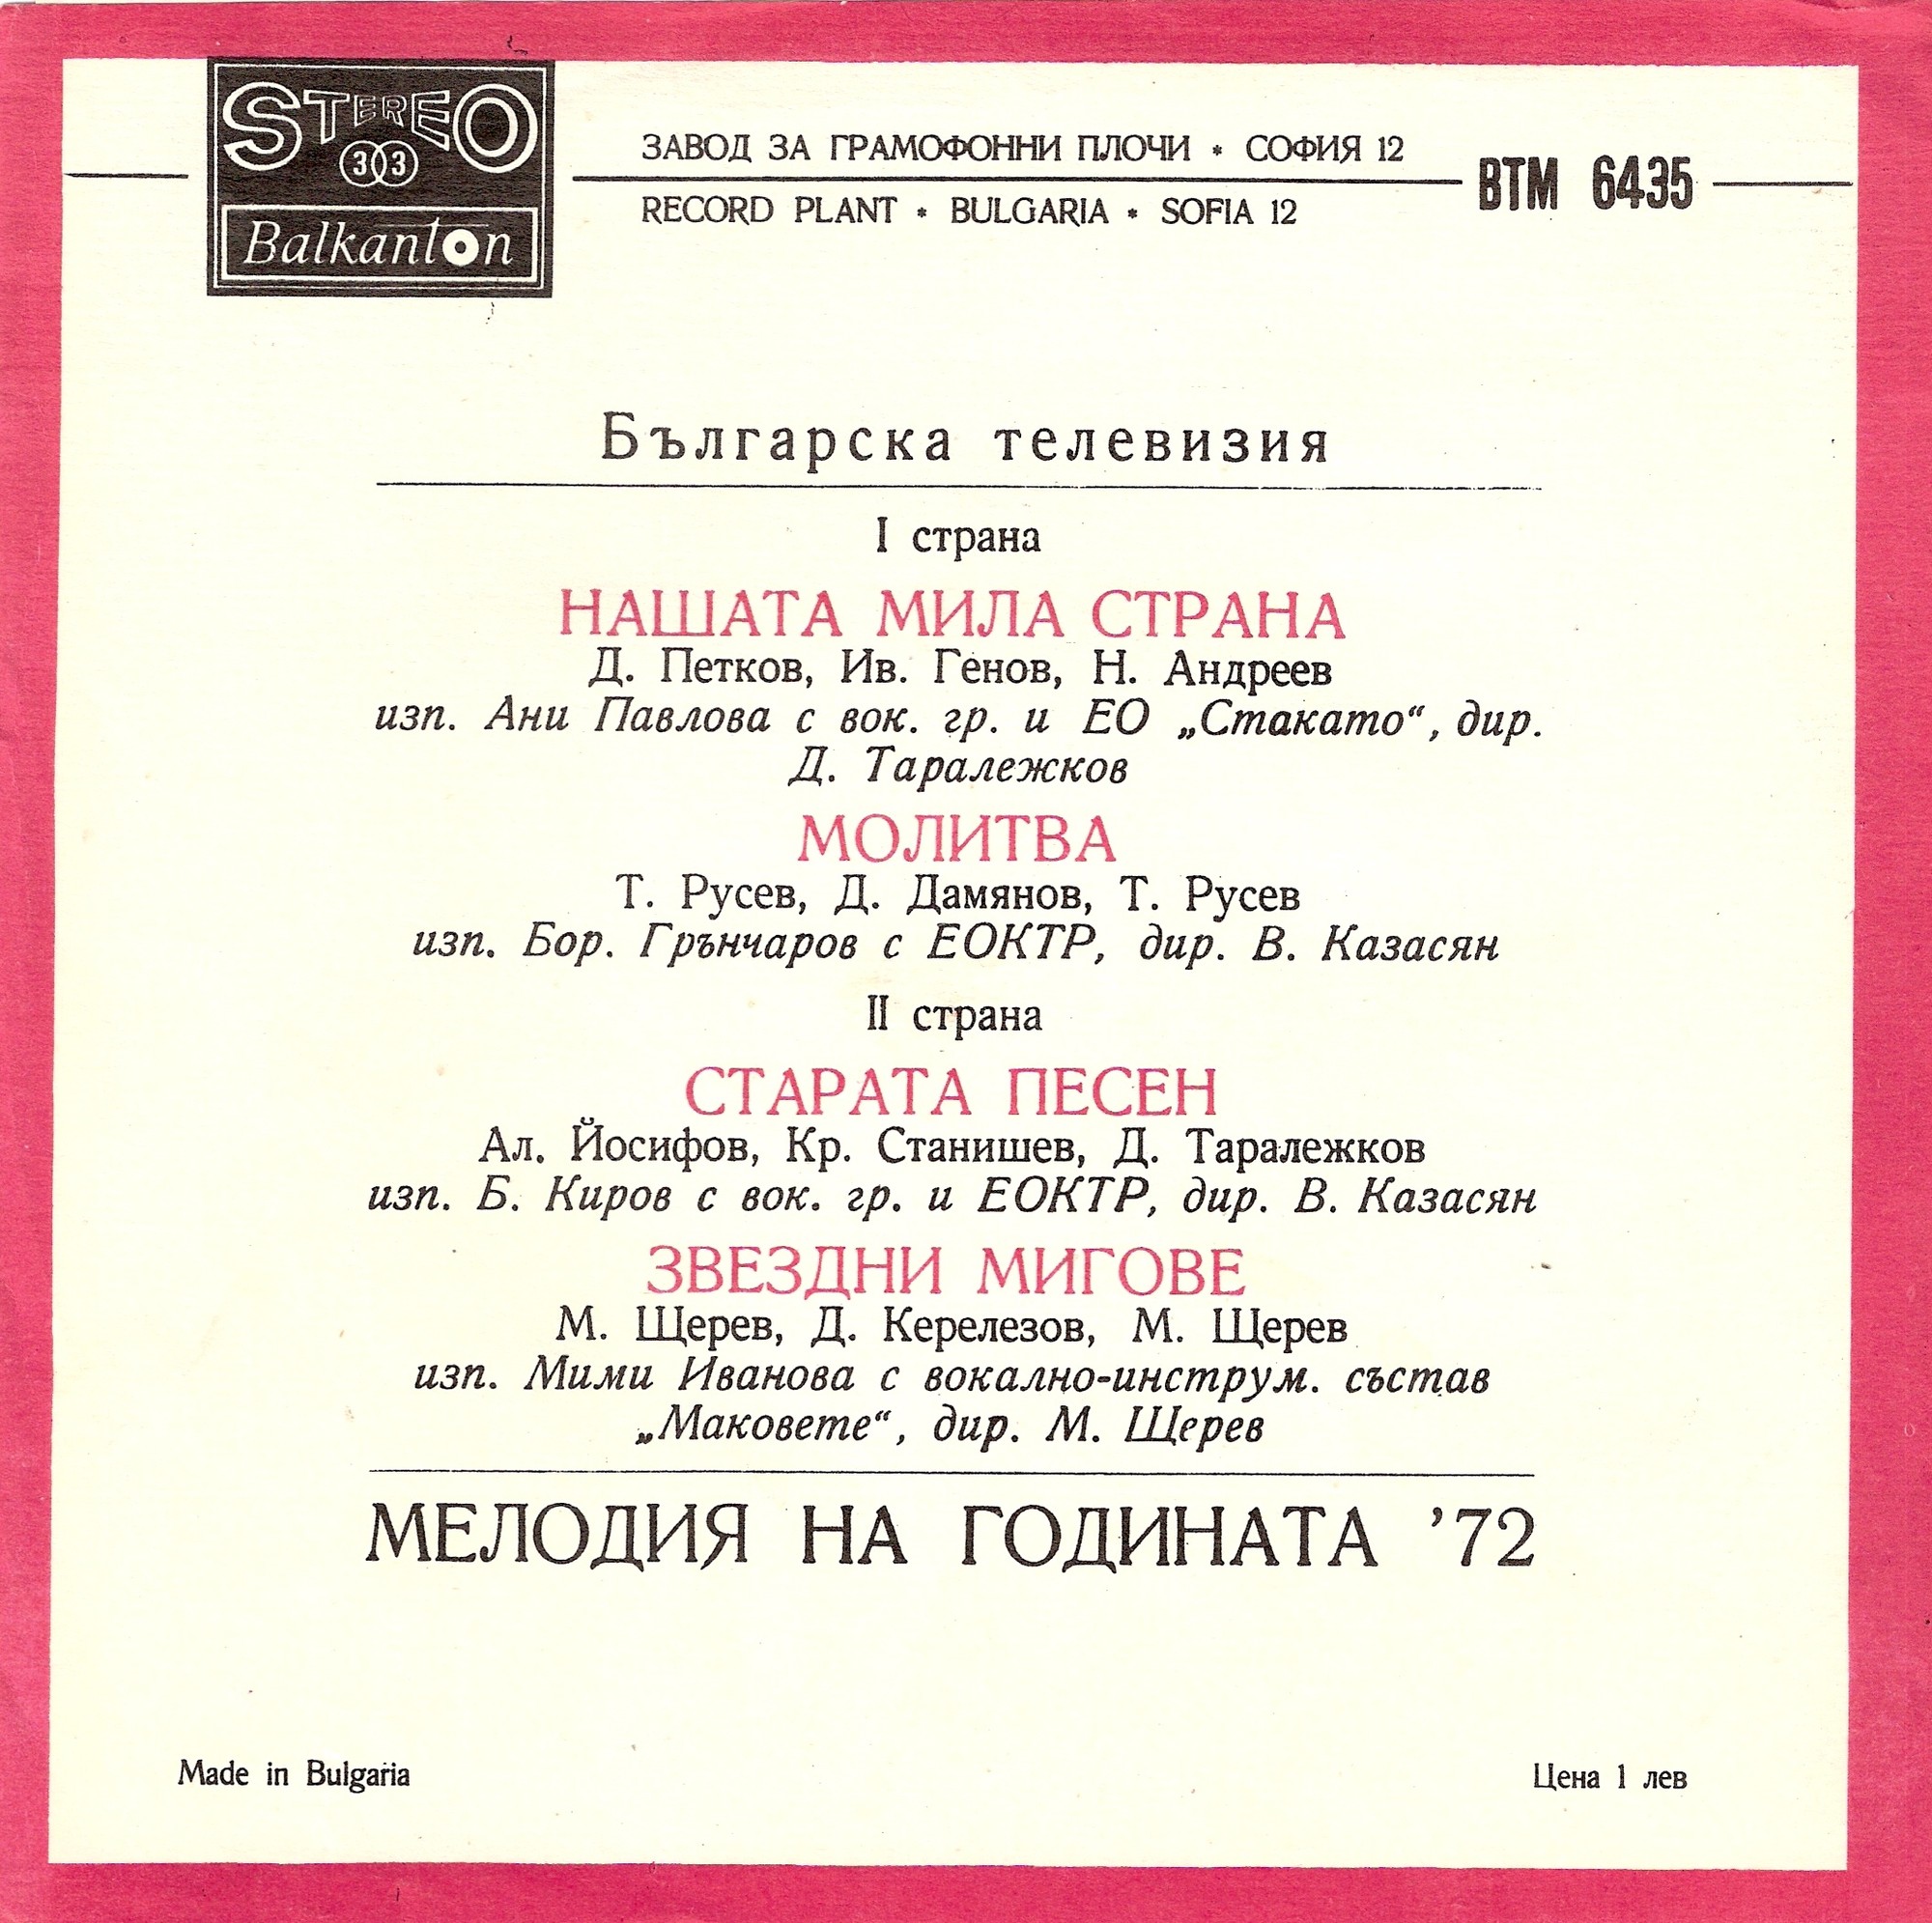 STEREO
33
Balkanton
ЗАВОД ЗА ГРАМОФОННИ ПЛОЧИ * СОФИЯ 12
RECORD PLANT * BULGARIA * SOFIA 12
ВТМ 6435
Българска телевизия
I страна
НАШАТА МИЛА СТРАНА
Д. Петков, Ив. Генов, Н. Андреев
изп. Ани Павлова с вок. гр. и ЕО „Стакато“, дир.
Д. Таралежков
МОЛИТВА
Т. Русев, Д. Дамянов, Т. Русев
изп. Бор. Грънчаров с ЕОКТР, дир. В. Казасян
II страна
СТАРАТА ПЕСЕН
Ал. Йосифов, Кр. Станишев, Д. Таралежков
изп. Б. Киров с вок. гр. и ЕОКТР, дир. В. Казасян
ЗВЕЗДНИ МИГОВЕ
М. Щерев, Д. Керелезов, М. Щерев
изп. Мими Иванова с вокално-инструм. състав
„Маковете“, дир. М. Щерев
МЕЛОДИЯ НА ГОДИНАТА ’72
Made in Bulgaria
Цена 1 лев